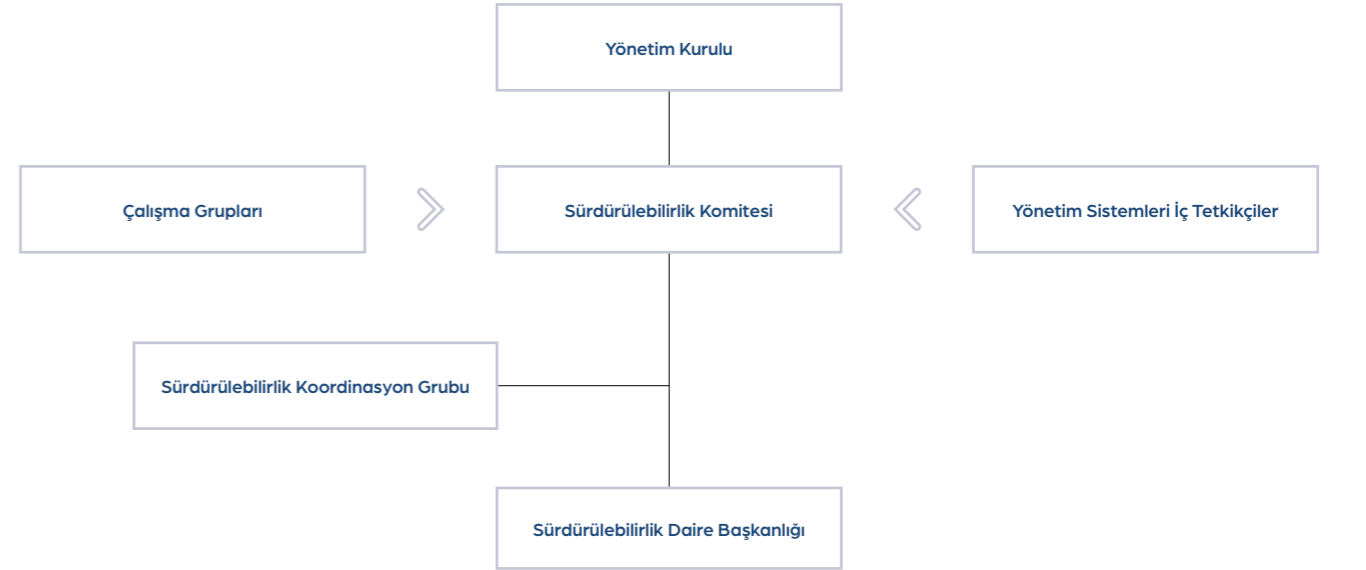 Yönetim Kurulu
Çalışma Grupları
Sürdürülebilirlik Komitesi
Yönetim Sistemleri İç Tetkikçiler
Sürdürülebilirlik Koordinasyon Grubu
Sürdürülebilirlik Daire Başkanlığı